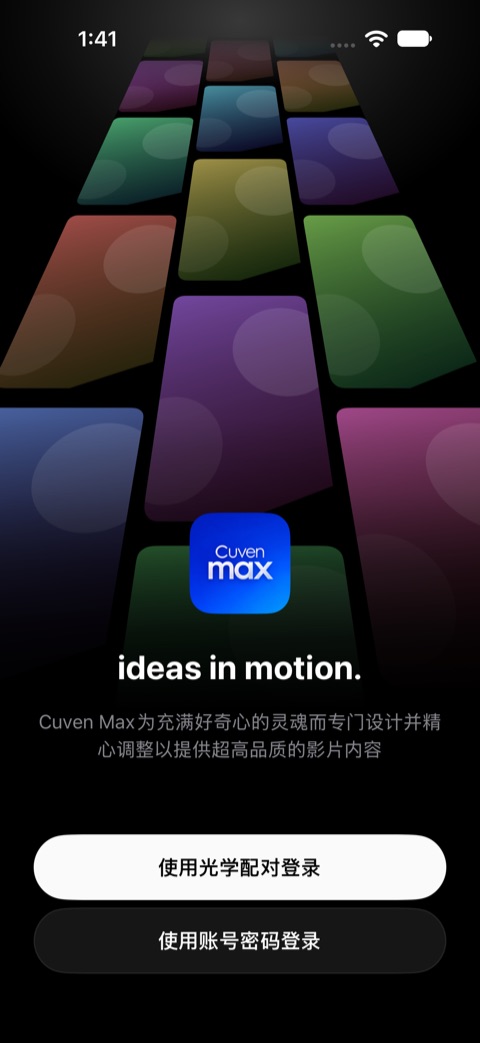 1:41
Cuven
max
ideas in motion.
Cuven Max为充满好奇心的灵魂而专门设计并精
心调整以提供超高品质的影片内容
使用光学配对登录
使用账号密码登录